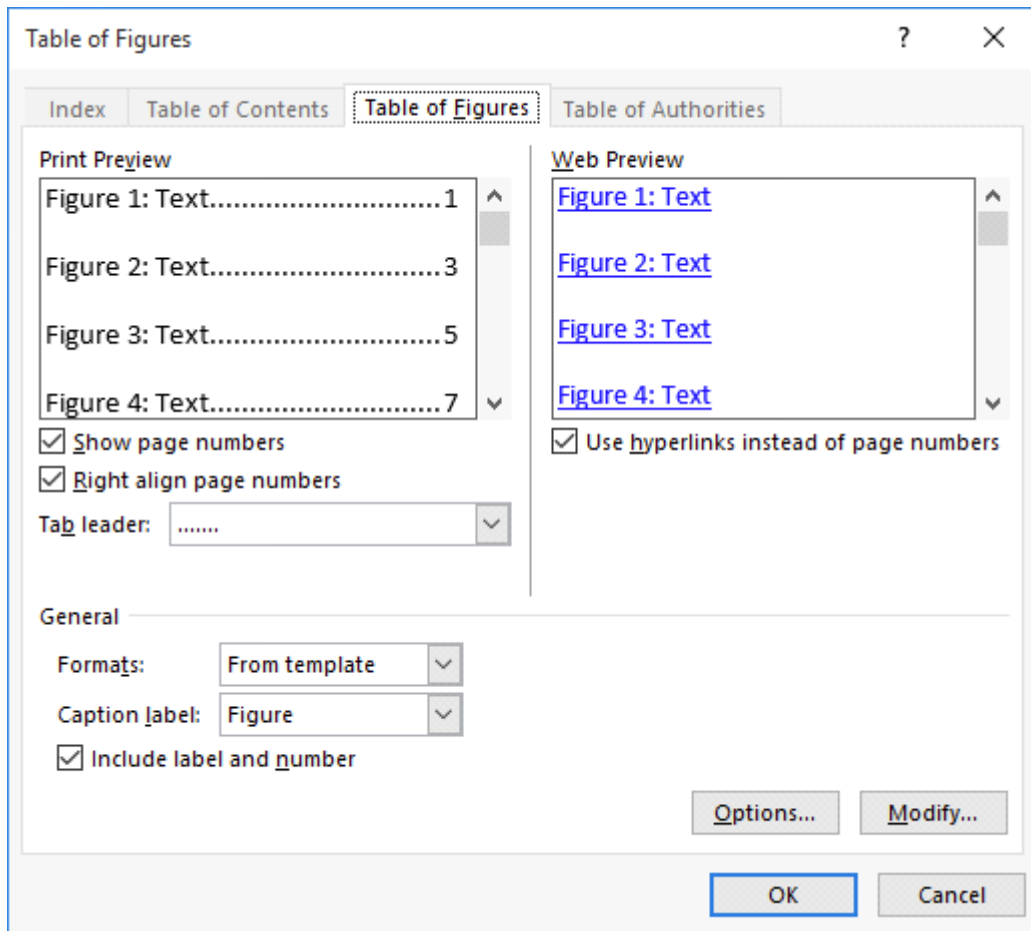 Table of Figures
?
Index
Table of Contents
Table of Figures
Table of Authorities
Print Preview
Figure 1: Text.................................1
Figure 2: Text.................................3
Figure 3: Text.................................5
Figure 4: Text.................................7
Show page numbers
Right align page numbers
Tab leader: .......
Web Preview
Figure 1: Text
Figure 2: Text
Figure 3: Text
Figure 4: Text
Use hyperlinks instead of page numbers
General
Formats: From template
Caption label: Figure
Include label and number
Options...
Modify...
OK
Cancel